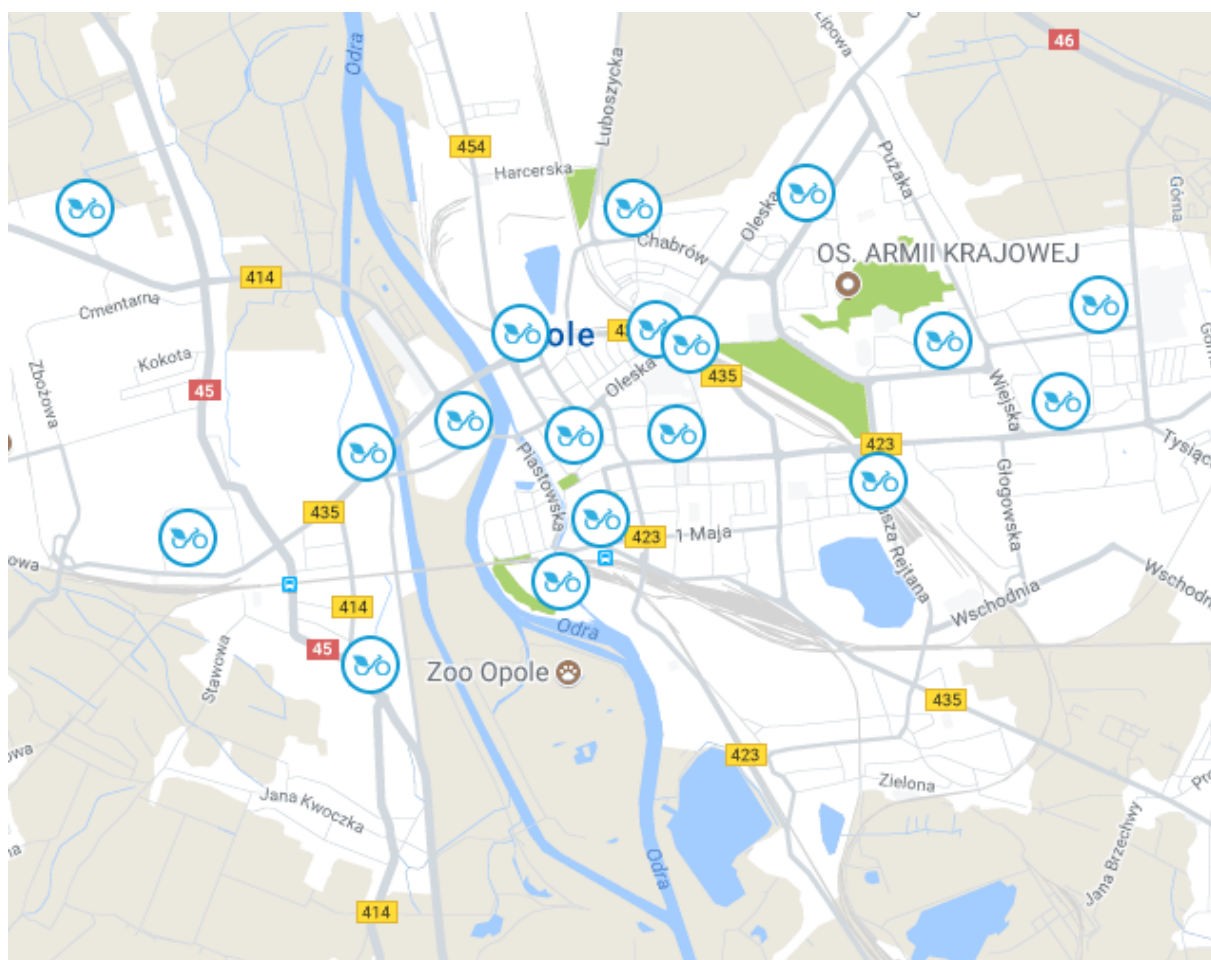 Odra
Lipowa
46
Luboszycka
454
Harcerska
Pużaka
Górna
Oleska
Chabrów
OS. ARMII KRAJOWEJ
414
Cmentarna
ole
Kokota
Zbożowa
45
Oleska
435
Wiejska
Piastowska
423
Tysiąc
Głogowska
435
423
1 Maja
owa
Wschodnia
Wschodn
asza Rejtana
414
Odra
45
Stawowa
Zoo Opole
435
423
owa
Zielona
Jana Kwoczka
Jana Brzechwy
Odra
414